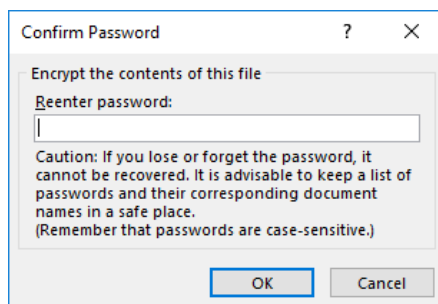 Confirm Password ?
Encrypt the contents of this file
Reenter password:
Caution: If you lose or forget the password, it
cannot be recovered. It is advisable to keep a list of
passwords and their corresponding document
names in a safe place.
(Remember that passwords are case-sensitive.)
OK Cancel